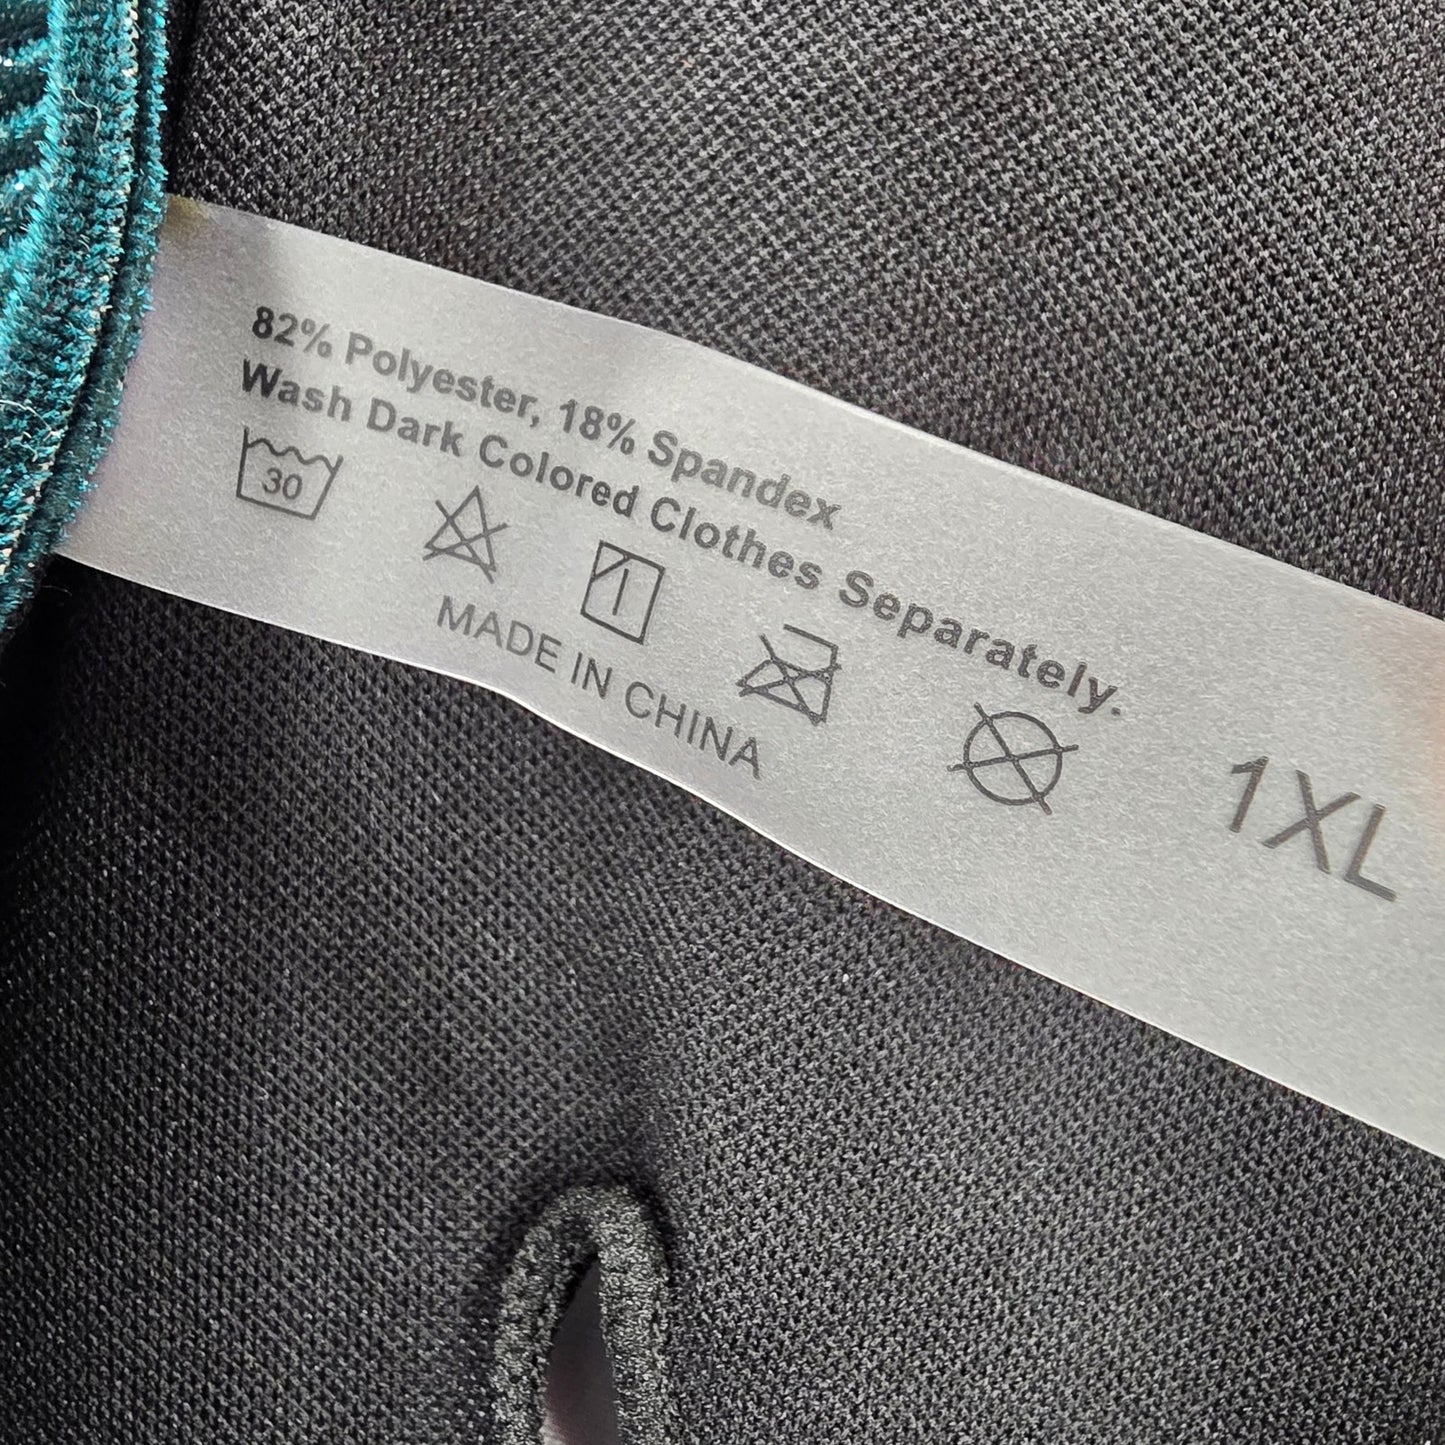 82% Polyester, 18% Spandex
Wash Dark Colored Clothes Separately.
30
MADE IN CHINA
1XL